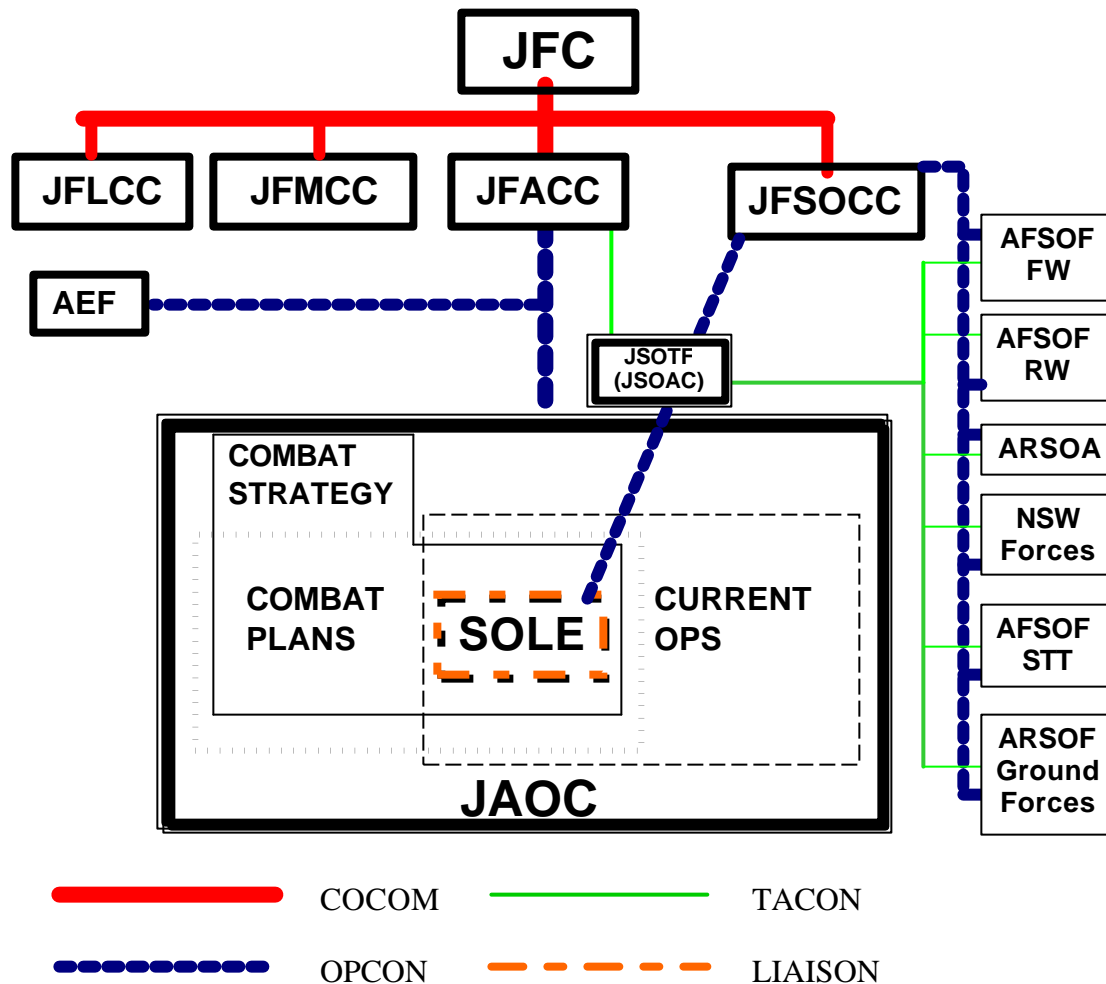 JFC
JFLCC
JFMCC
JFACC
JFSOCC
AEF
JSOTF
(JSOAC)
AFSOF
FW
AFSOF
RW
ARSOA
NSW
Forces
AFSOF
STT
ARSOF
Ground
Forces
COMBAT
STRATEGY
COMBAT
PLANS
SOLE
CURRENT
OPS
JAOC
COCOM
TACON
OPCON
LIAISON